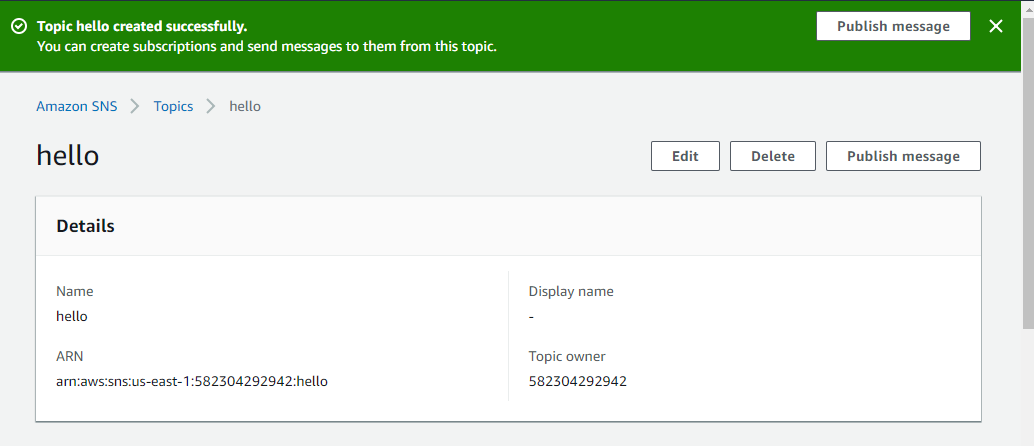 Topic hello created successfully.
You can create subscriptions and send messages to them from this topic.
Publish message
Amazon SNS
Topics
hello
hello
Edit
Delete
Publish message
Details
Name
hello
Display name
-
ARN
arn:aws:sns:us-east-1:582304292942:hello
Topic owner
582304292942